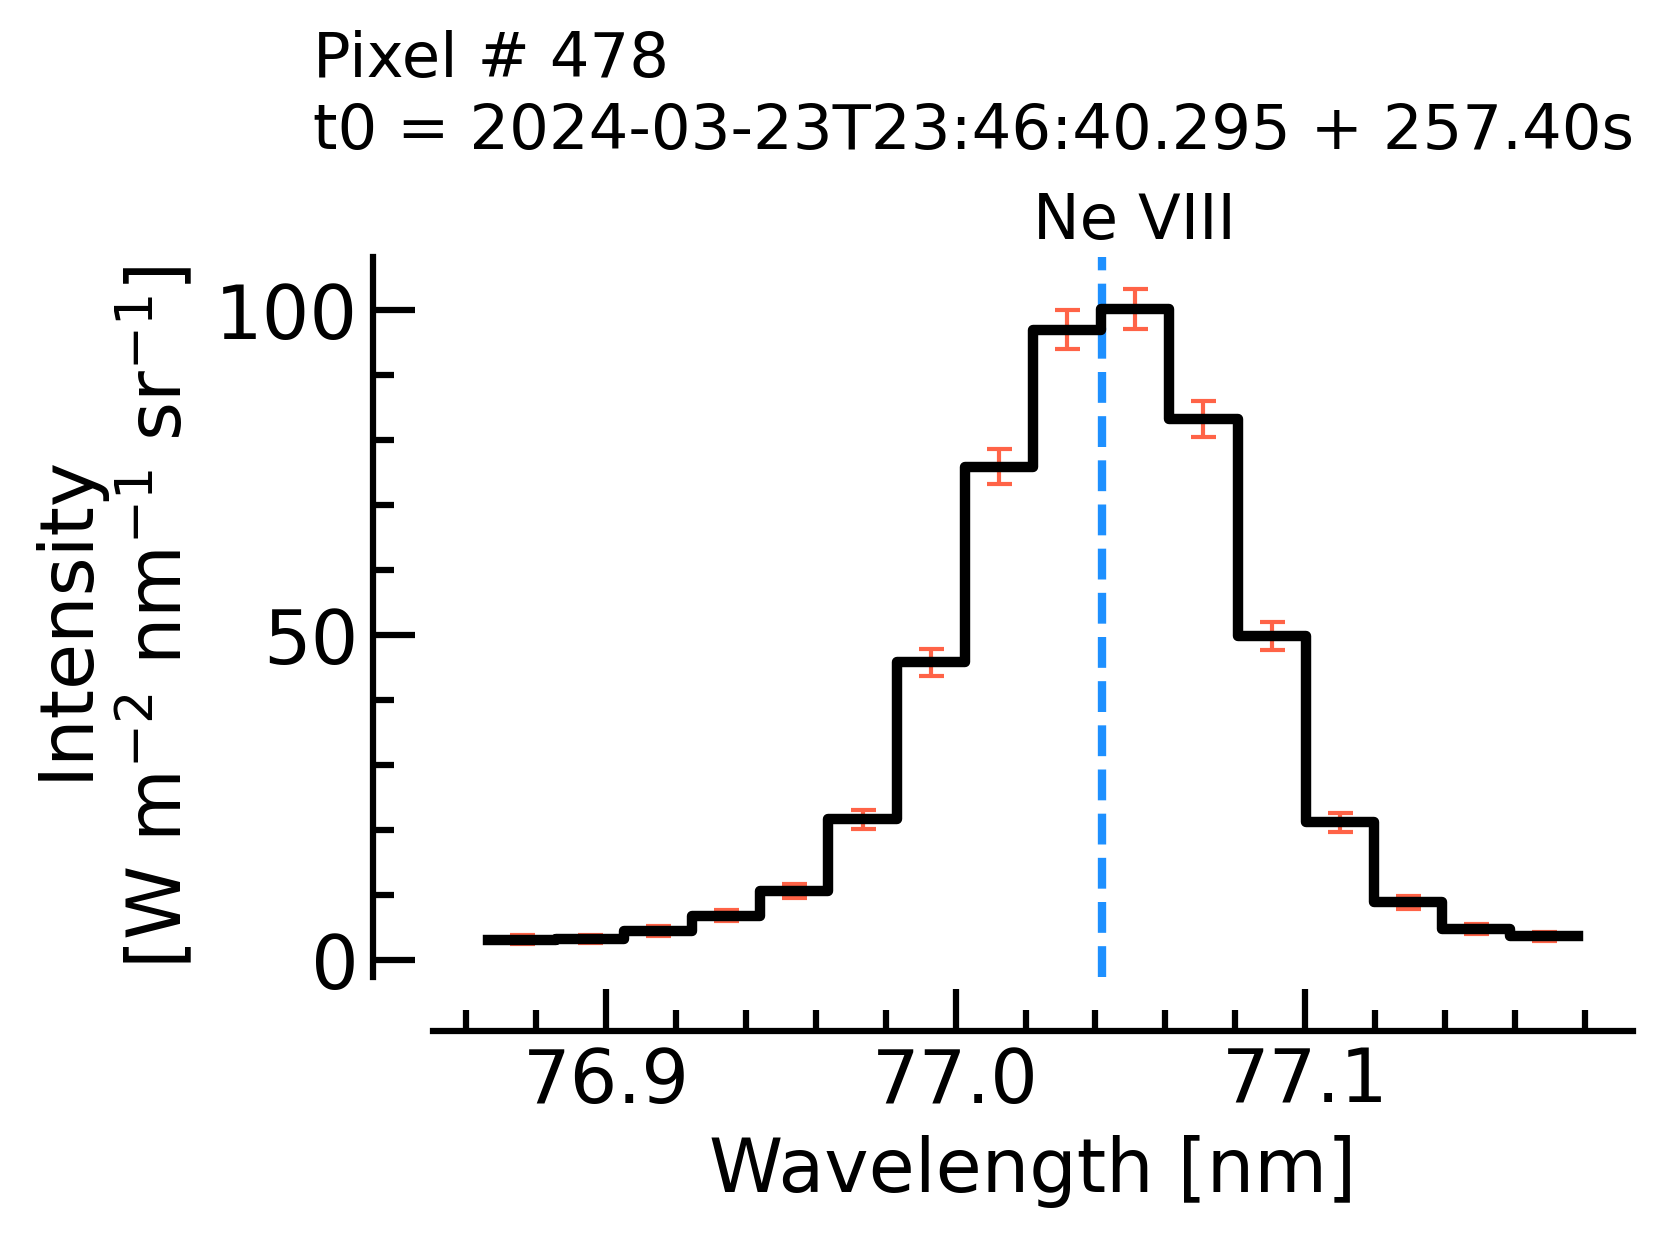 Pixel # 478
t0 = 2024-03-23T23:46:40.295 + 257.40s
Ne VIII
Intensity
[W m⁻² nm⁻¹ sr⁻¹]
100
50
0
76.9 77.0 77.1
Wavelength [nm]